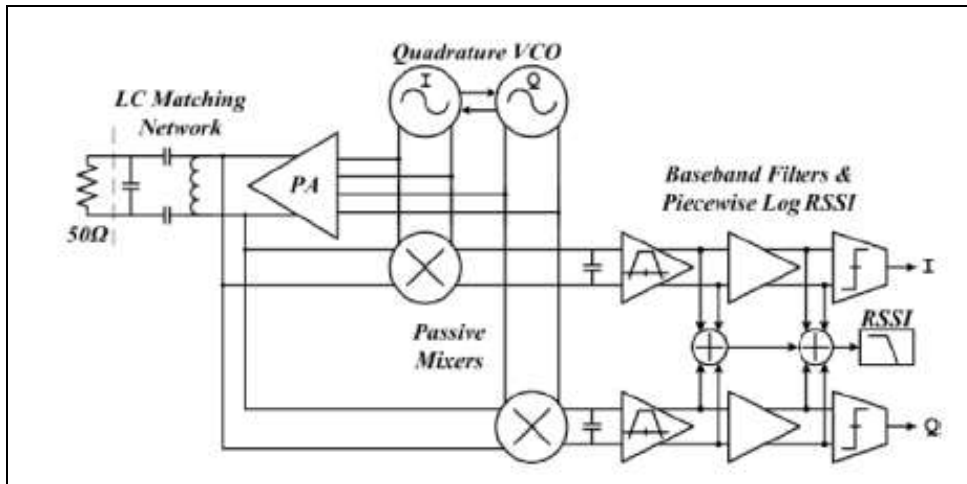 Quadrature VCO
I
Q
LC Matching
Network
PA
50Ω
Baseband Filters &
Piecewise Log RSSI
I
Passive
Mixers
RSSI
Q